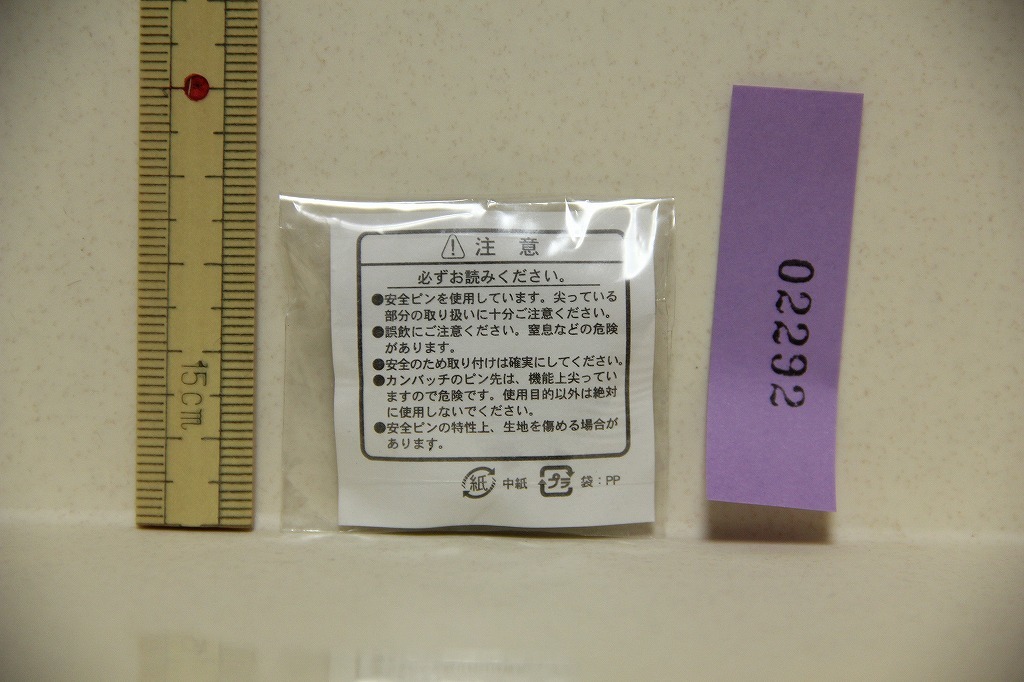 15cm
注 意
必ずお読みください。
●安全ピンを使用しています。尖っている
部分の取り扱いに十分ご注意ください。
●誤飲にご注意ください。窒息などの危険
があります。
●安全のため取り付けは確実にしてください。
●カンバッチのピン先は、機能上尖ってい
ますので危険です。使用目的以外は絶対
に使用しないでください。
●安全ピンの特性上、生地を傷める場合が
あります。
紙 中紙 プラ 袋：PP
02292